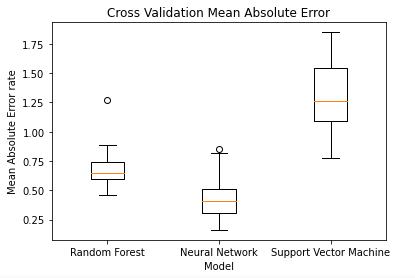 Cross Validation Mean Absolute Error
Mean Absolute Error rate
1.75
1.50
1.25
1.00
0.75
0.50
0.25
Random Forest
Neural Network
Support Vector Machine
Model